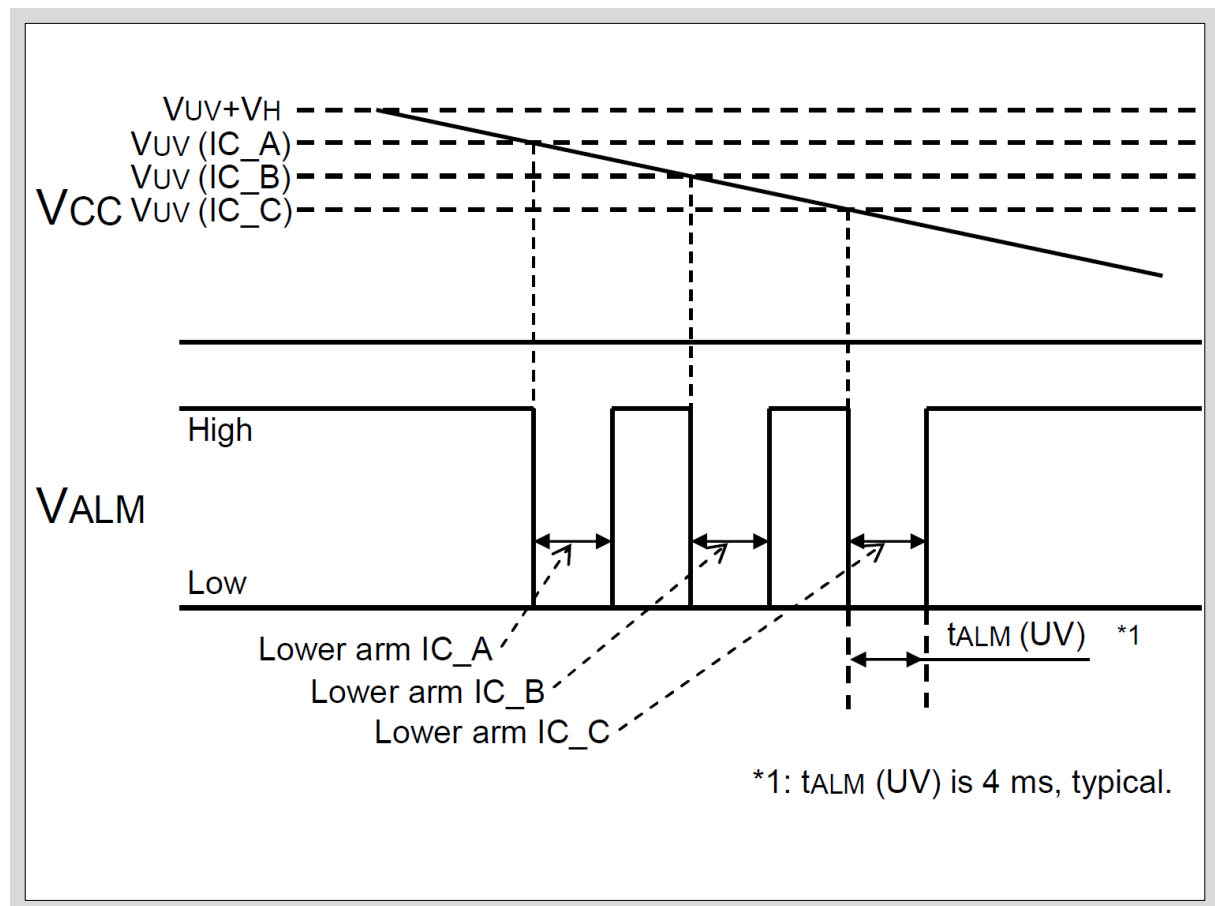 VUV+VH
VUV (IC_A)
VUV (IC_B)
VCC VUV (IC_C)
High
VALM
Low
Lower arm IC_A
tALM (UV) *1
Lower arm IC_B
Lower arm IC_C
*1: tALM (UV) is 4 ms, typical.